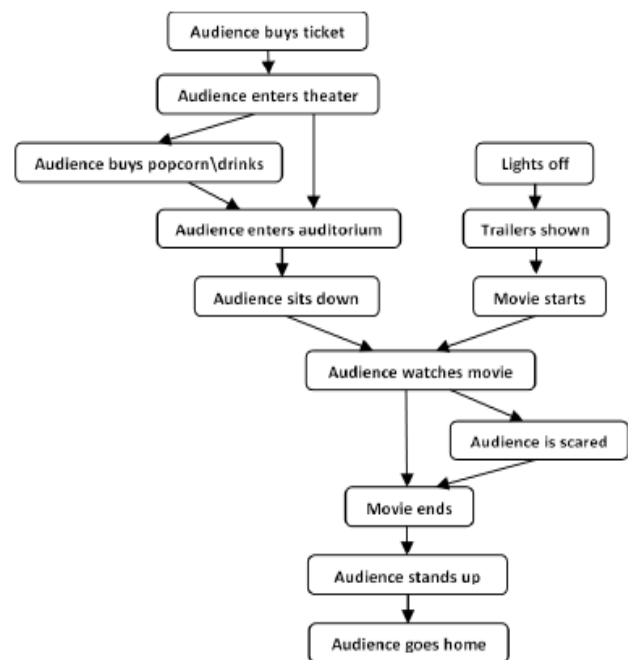 Audience buys ticket
Audience enters theater
Audience buys popcorn\drinks
Lights off
Audience enters auditorium
Trailers shown
Audience sits down
Movie starts
Audience watches movie
Audience is scared
Movie ends
Audience stands up
Audience goes home